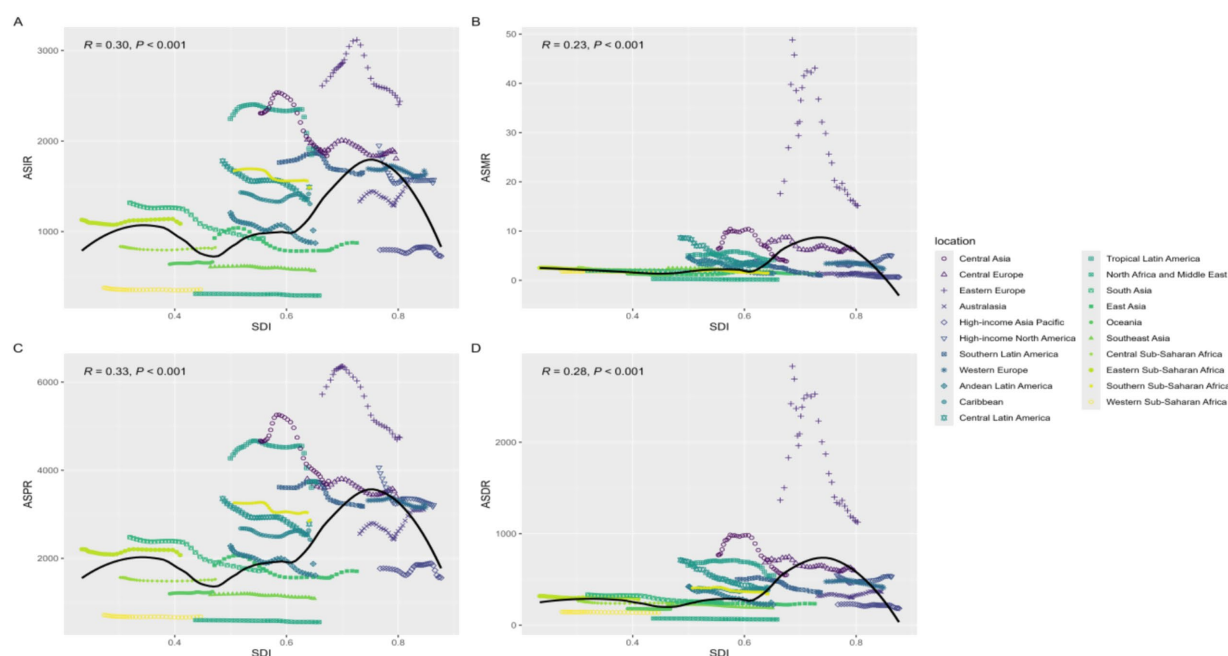 A
R = 0.30, P < 0.001
3000
2000
1000
ASIR
0.4
0.6
0.8
SDI
B
R = 0.23, P < 0.001
50
40
30
20
10
0
ASMR
0.4
0.6
0.8
SDI
C
R = 0.33, P < 0.001
6000
4000
2000
ASPR
0.4
0.6
0.8
SDI
D
R = 0.28, P < 0.001
2000
1000
0
ASDR
0.4
0.6
0.8
SDI
location
Central Asia
Central Europe
Eastern Europe
Australasia
High-income Asia Pacific
High-income North America
Southern Latin America
Western Europe
Andean Latin America
Caribbean
Central Latin America
Tropical Latin America
North Africa and Middle East
South Asia
East Asia
Oceania
Southeast Asia
Central Sub-Saharan Africa
Eastern Sub-Saharan Africa
Southern Sub-Saharan Africa
Western Sub-Saharan Africa